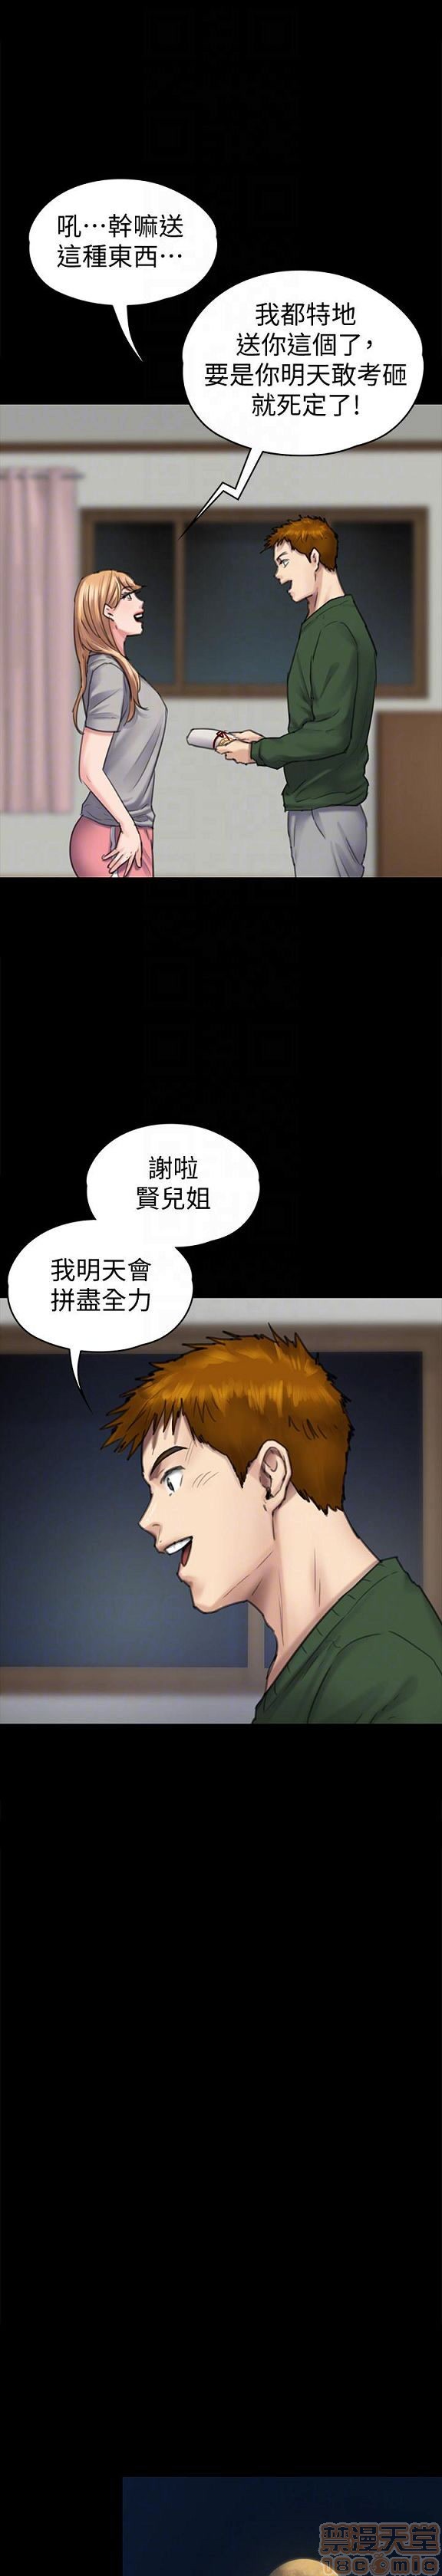 吼…幹嘛送
這種東西…
我都特地
送你這個了，
要是你明天敢考砸
就死定了!
謝啦
賢兒姐
我明天會
拼盡全力
禁漫天堂
18comic